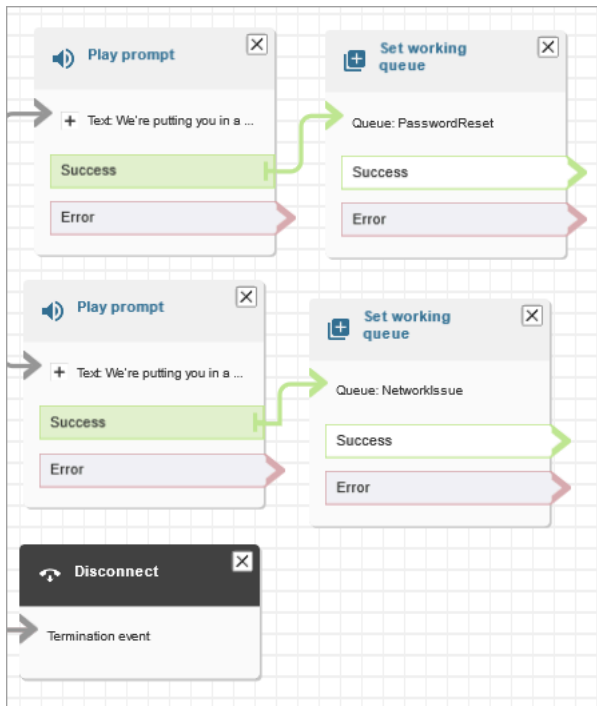 Play prompt
Text: We're putting you in a ...
Success
Error
Set working
queue
Queue: PasswordReset
Success
Error
Play prompt
Text: We're putting you in a ...
Success
Error
Set working
queue
Queue: NetworkIssue
Success
Error
Disconnect
Termination event